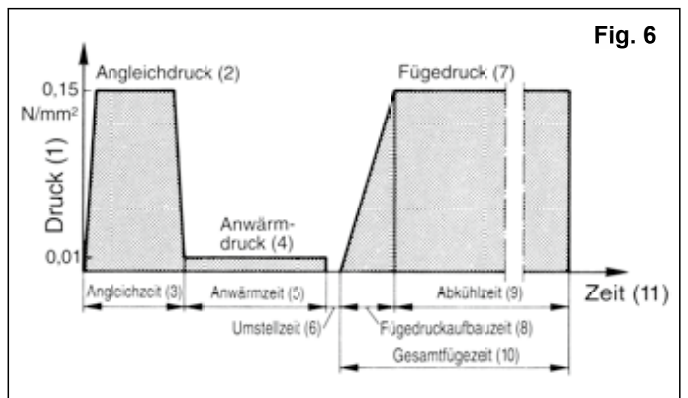 Fig. 6
Angleichdruck (2)
Fügedruck (7)
0,15
N/mm²
Druck (1)
Anwärm-
druck (4)
0,01
Angleichzeit (3)
Anwärmzeit (5)
Abkühlzeit (9)
Zeit (11)
Umstellzeit (6)
Fügedruckaufbauzeit (8)
Gesamtfügezeit (10)